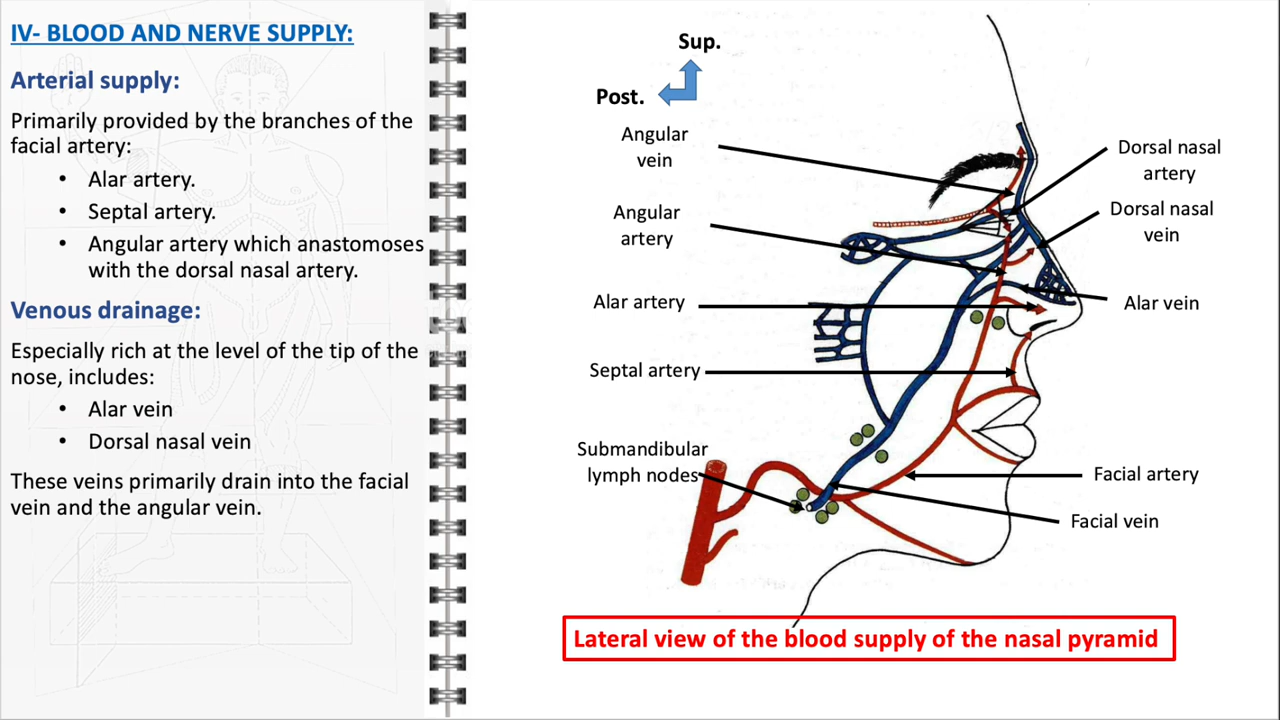 IV- BLOOD AND NERVE SUPPLY:
Arterial supply:
Primarily provided by the branches of the
facial artery:
• Alar artery.
• Septal artery.
• Angular artery which anastomoses
with the dorsal nasal artery.
Venous drainage:
Especially rich at the level of the tip of the
nose, includes:
• Alar vein
• Dorsal nasal vein
These veins primarily drain into the facial
vein and the angular vein.
Sup.
Post.
Angular
vein
Angular
artery
Alar artery
Septal artery
Submandibular
lymph nodes
Dorsal nasal
artery
Dorsal nasal
vein
Alar vein
Facial artery
Facial vein
Lateral view of the blood supply of the nasal pyramid